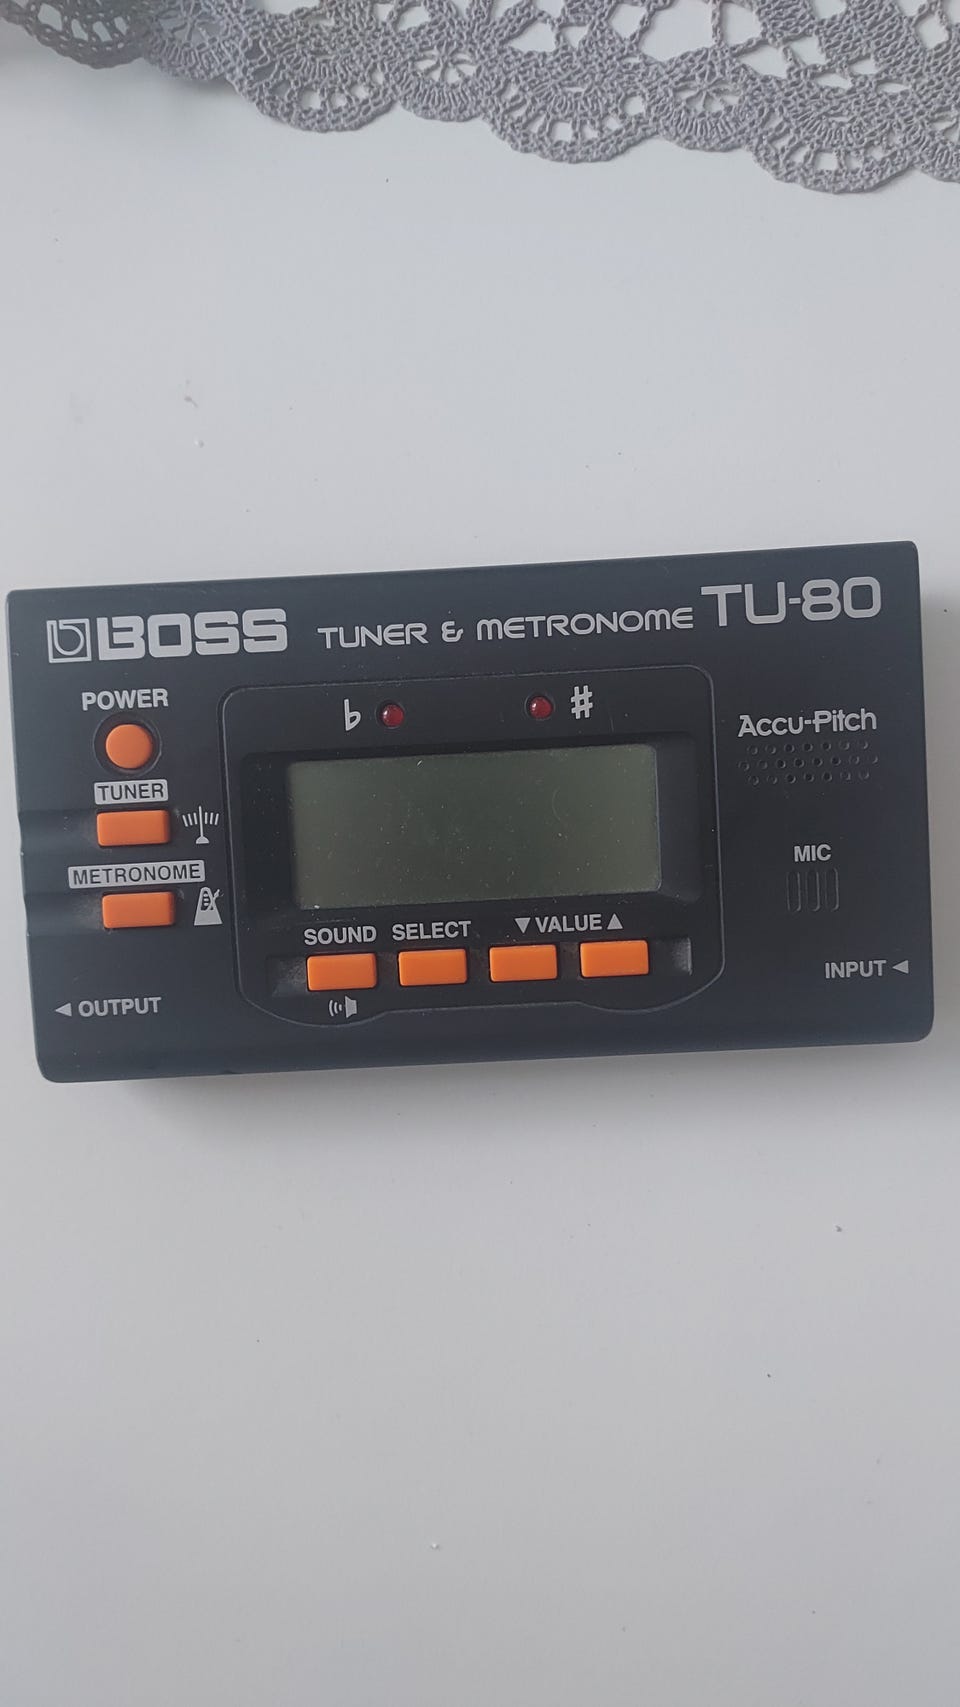 BOSS TUNER & METRONOME TU-80
POWER
♭ ♯
Accu-Pitch
TUNER
METRONOME
MIC
SOUND SELECT ▼ VALUE ▲
INPUT ◀
◀ OUTPUT